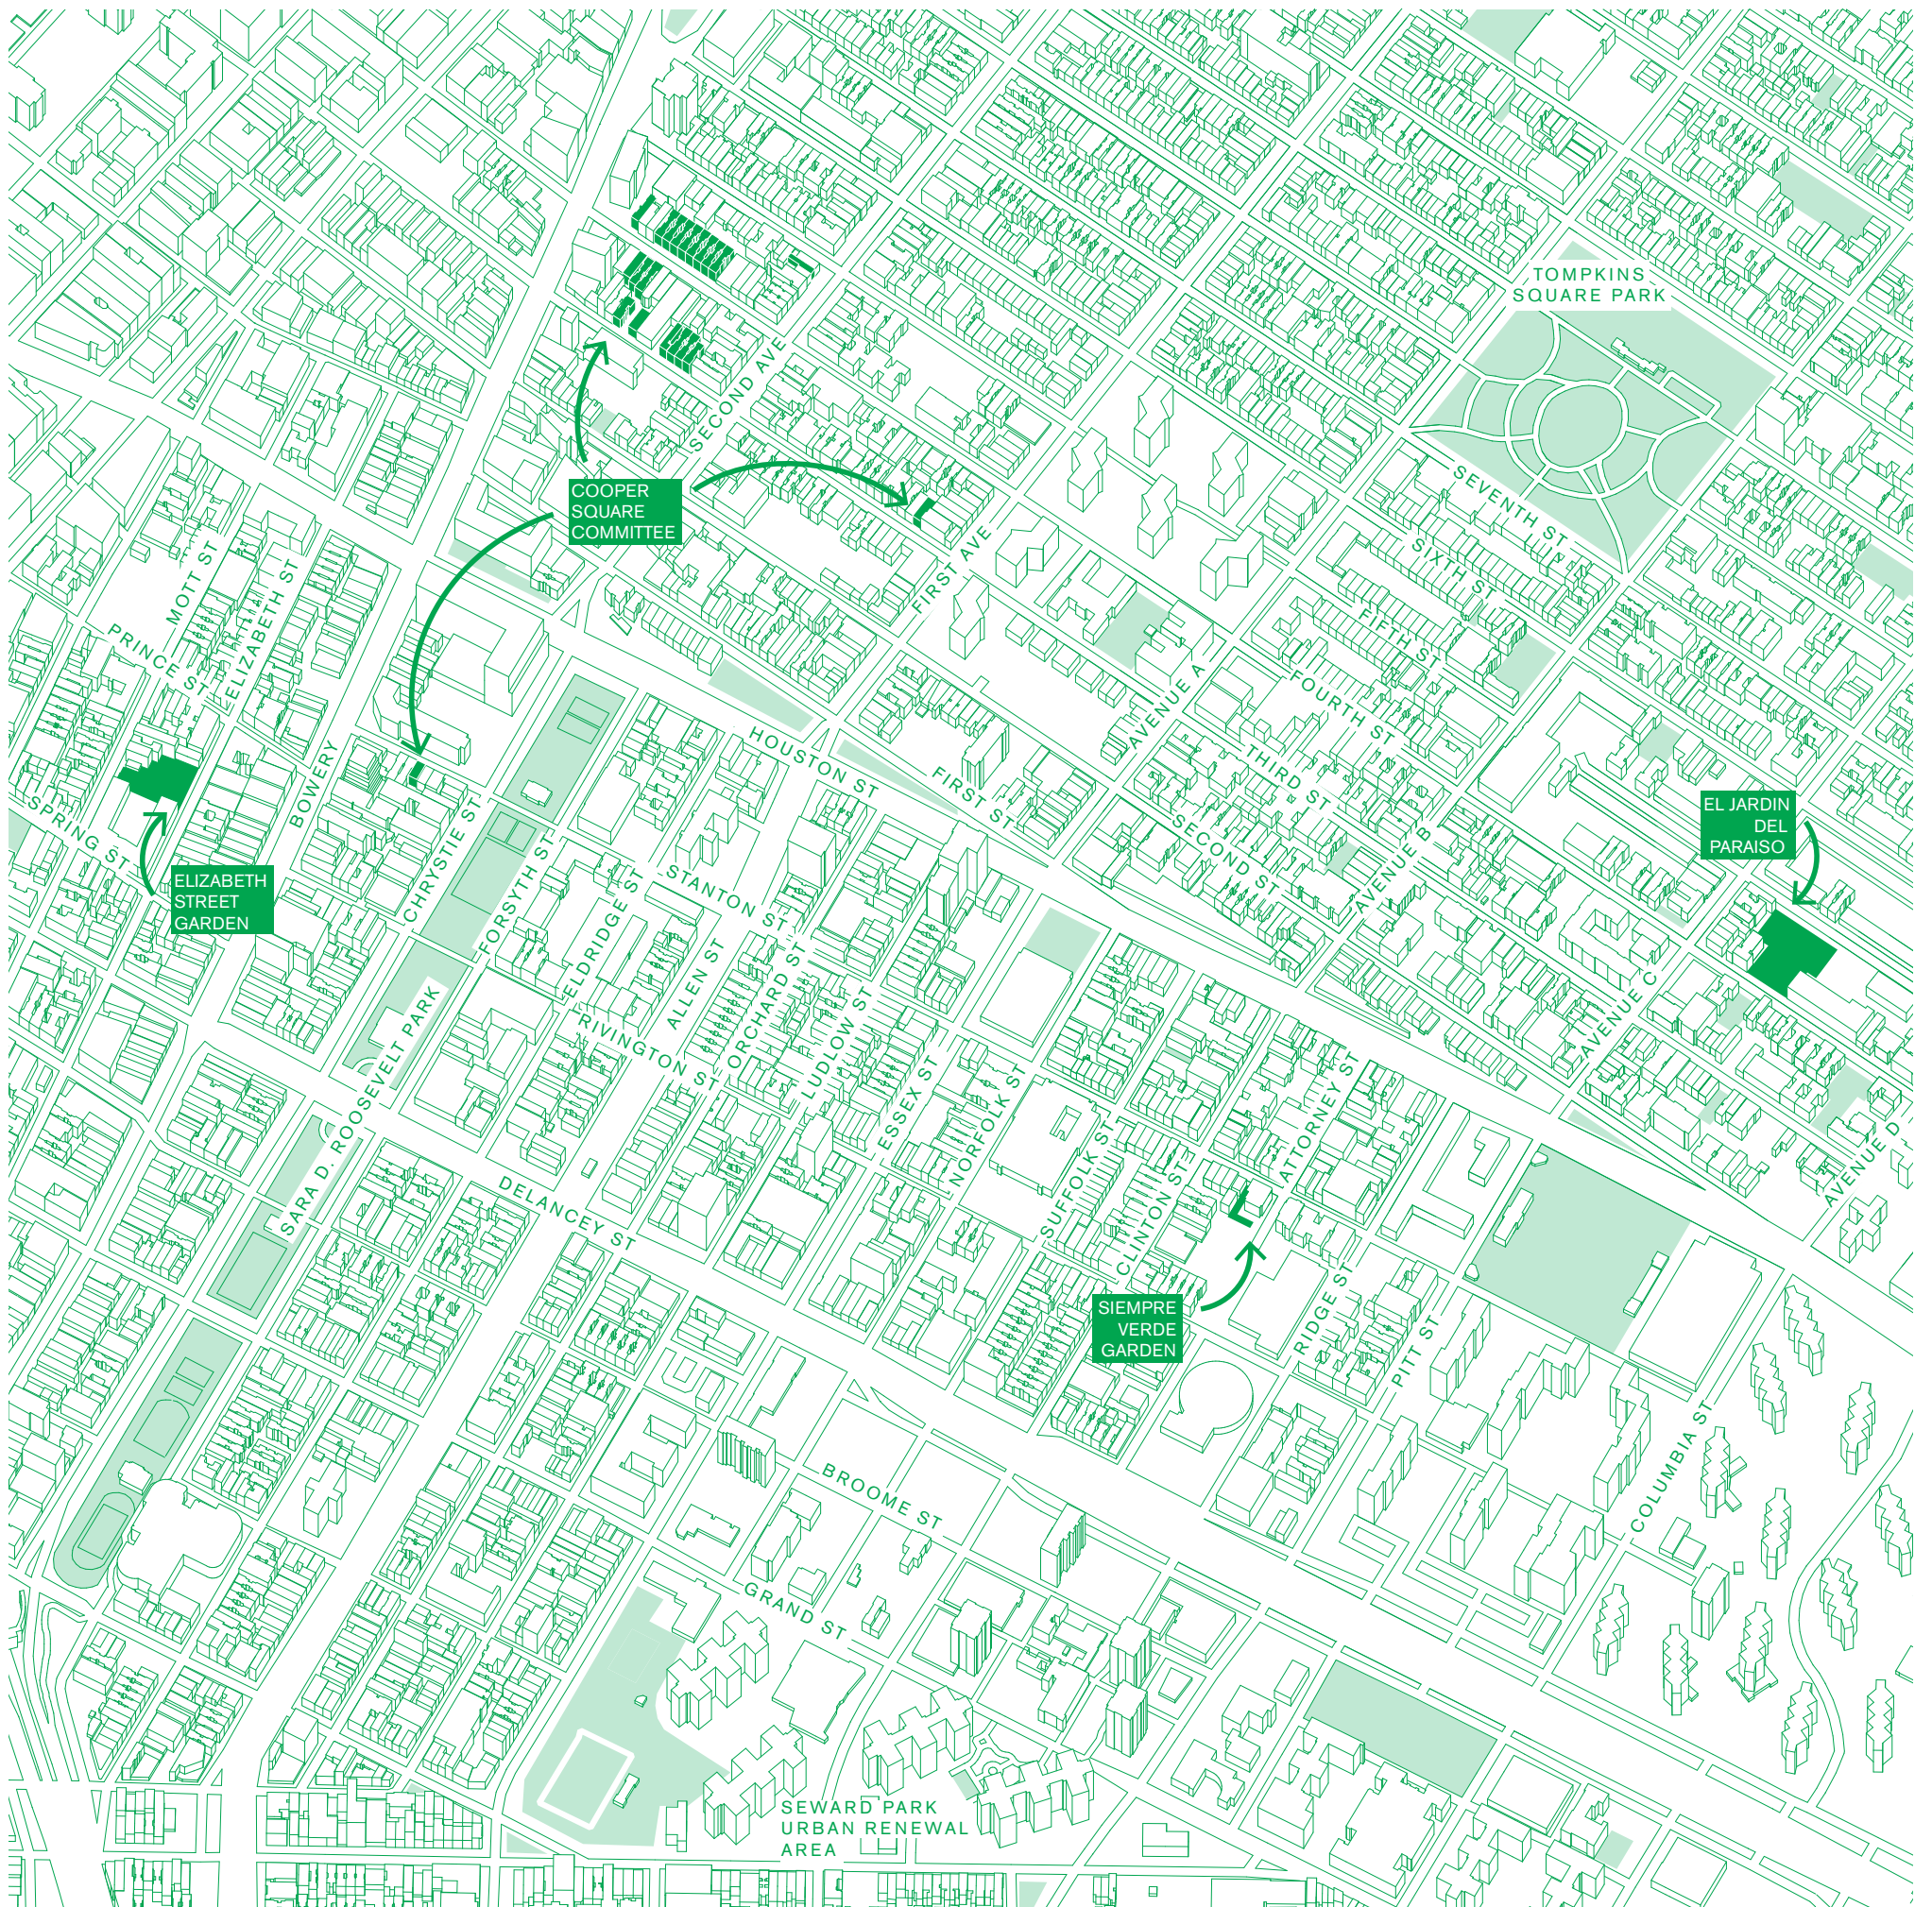 TOMPKINS
SQUARE PARK
SECOND AVE
COOPER
SQUARE
COMMITTEE
SEVENTH ST
SIXTH ST
FIRST AVE
MOTT ST
ELIZABETH ST
PRINCE ST
FIFTH ST
FOURTH ST
AVENUE A
HOUSTON ST
THIRD ST
FIRST ST
BOWERY
SPRING ST
SECOND ST
AVENUE B
EL JARDIN
DEL
PARAISO
ELIZABETH
STREET
GARDEN
CHRYSTIE ST
FORSYTH ST
STANTON ST
ELDRIDGE ST
ALLEN ST
ORCHARD ST
LUDLOW ST
RIVINGTON ST
AVENUE C
SARA D. ROOSEVELT PARK
ESSEX ST
NORFOLK ST
ATTORNEY ST
SUFFOLK ST
CLINTON ST
AVENUE D
DELANCEY ST
SIEMPRE
VERDE
GARDEN
RIDGE ST
PITT ST
COLUMBIA ST
BROOME ST
GRAND ST
SEWARD PARK
URBAN RENEWAL
AREA